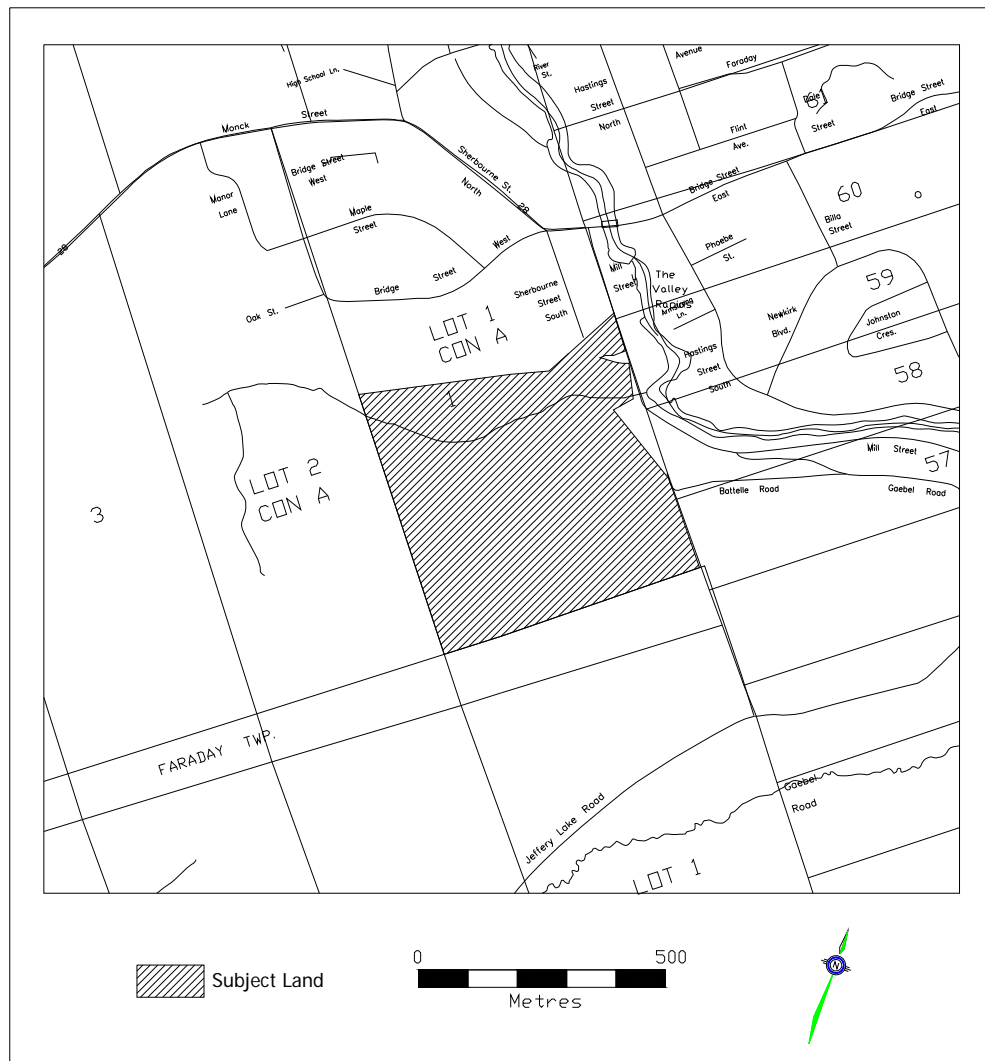 River
St.
Avenue
Faraday
High School Ln.
Hastings
Street
North
61
Dale
Street
Bridge Street
East
Monck Street
Flint
Ave.
Bridge Street
West
Sherbourne St.
North
28
Bridge Street
East
Manor
Lane
Maple
Street
60
Billa
Street
West
Phoebe
St.
28
Mill
Street
The
Valley
Rapids
Bridge Street
Sherbourne
Street
South
59
Oak St.
LOT 1
CON A
Armstrong
Ln.
Newkirk
Blvd.
Johnston
Cres.
Hastings
Street
South
58
1
LOT 2
CON A
Mill Street
57
3
Battelle Road
Gaebel Road
FARADAY TWP.
Gaebel
Road
Jeffery Lake Road
LOT 1
Subject Land
0 500
Metres
N